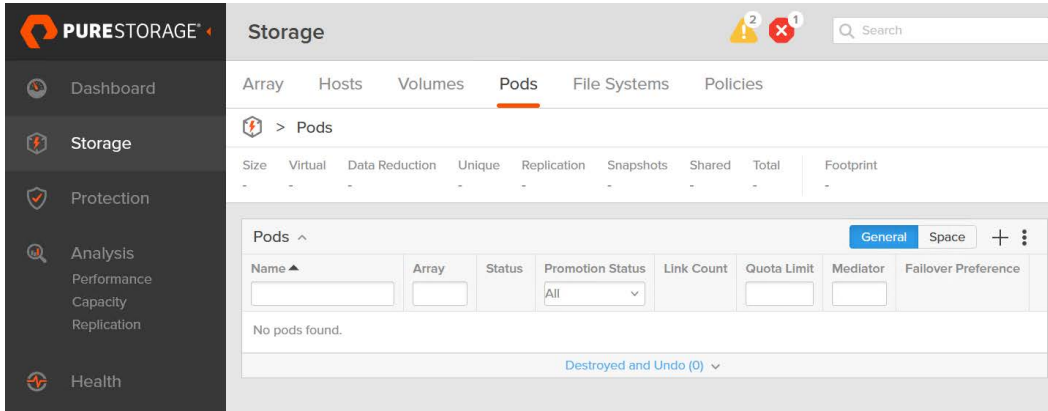 PURESTORAGE®
Storage
2
1
Search
Dashboard
Storage
Protection
Analysis
Performance
Capacity
Replication
Health
Array Hosts Volumes Pods File Systems Policies
> Pods
Size Virtual Data Reduction Unique Replication Snapshots Shared Total Footprint
- - - - - - - - -
Pods
General Space
Name Array Status Promotion Status Link Count Quota Limit Mediator Failover Preference
All
No pods found.
Destroyed and Undo (0)